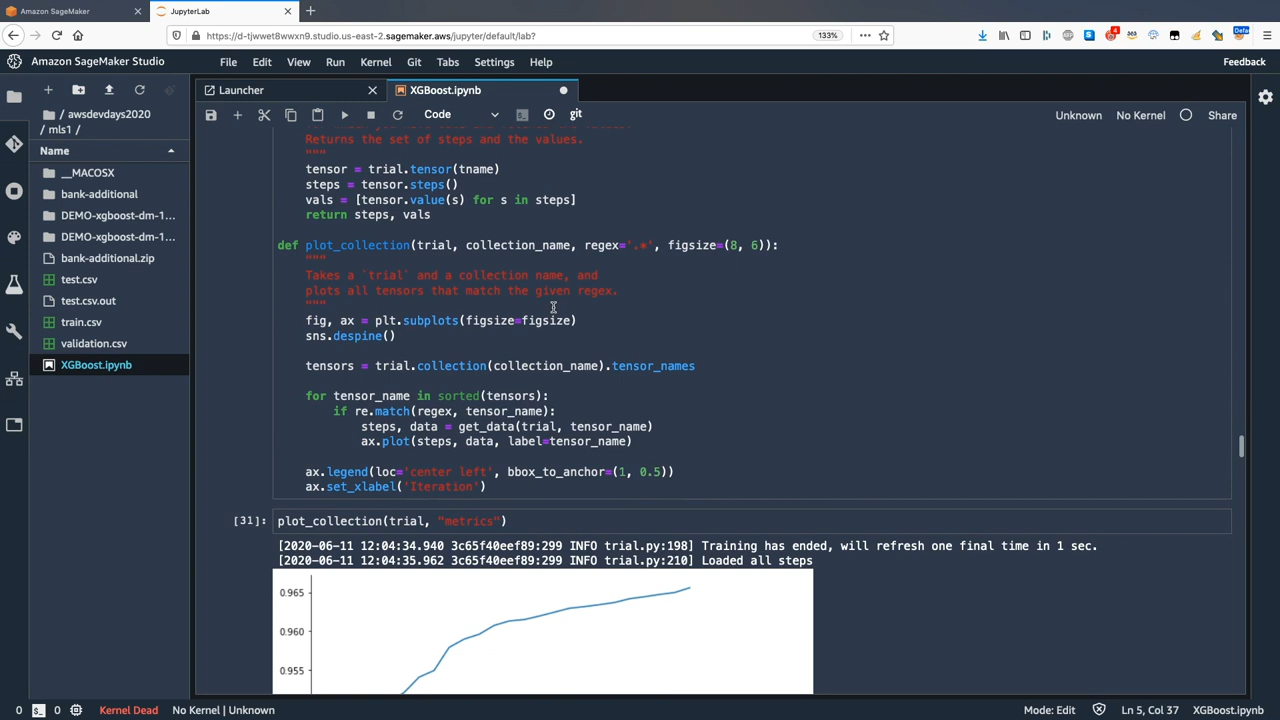 Amazon SageMaker
JupyterLab
https://d-tjwwet8wwxn9.studio.us-east-2.sagemaker.aws/jupyter/default/lab?
133%
Amazon SageMaker Studio
File Edit View Run Kernel Git Tabs Settings Help
Feedback
Launcher
XGBoost.ipynb
/ awsdevdays2020
/ mls1 /
Code
git
Unknown
No Kernel
Share
Name
__MACOSX
bank-additional
DEMO-xgboost-dm-1...
DEMO-xgboost-dm-1...
bank-additional.zip
test.csv
test.csv.out
train.csv
validation.csv
XGBoost.ipynb
Returns the set of steps and the values.
"""
tensor = trial.tensor(tname)
steps = tensor.steps()
vals = [tensor.value(s) for s in steps]
return steps, vals
def plot_collection(trial, collection_name, regex='.*', figsize=(8, 6)):
"""
Takes a `trial` and a collection name, and
plots all tensors that match the given regex.
"""
fig, ax = plt.subplots(figsize=figsize)
sns.despine()
tensors = trial.collection(collection_name).tensor_names
for tensor_name in sorted(tensors):
if re.match(regex, tensor_name):
steps, data = get_data(trial, tensor_name)
ax.plot(steps, data, label=tensor_name)
ax.legend(loc='center left', bbox_to_anchor=(1, 0.5))
ax.set_xlabel('Iteration')
[31]: plot_collection(trial, "metrics")
[2020-06-11 12:04:34.940 3c65f40eef89:299 INFO trial.py:198] Training has ended, will refresh one final time in 1 sec.
[2020-06-11 12:04:35.962 3c65f40eef89:299 INFO trial.py:210] Loaded all steps
0.965
0.960
0.955
0
0
Kernel Dead
No Kernel | Unknown
Mode: Edit
Ln 5, Col 37
XGBoost.ipynb